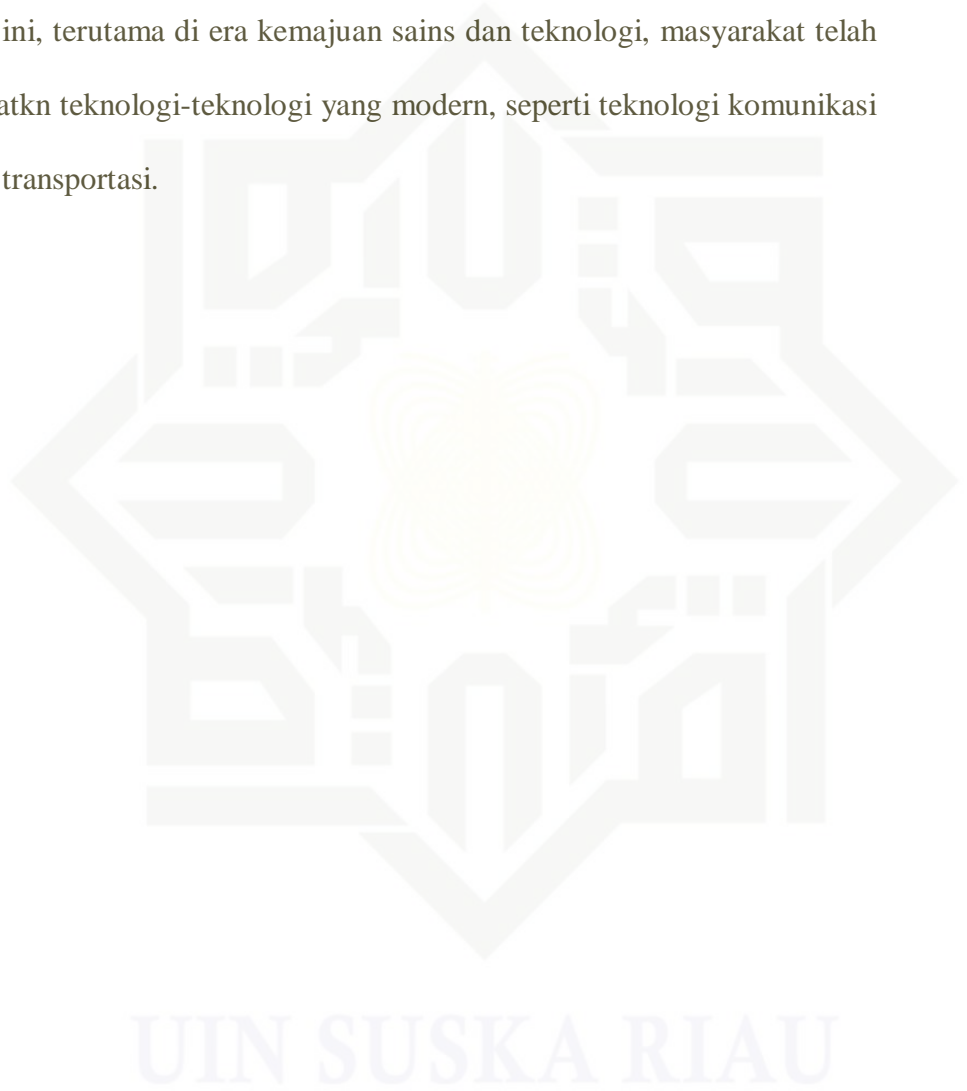 ini, terutama di era kemajuan sains dan teknologi, masyarakat telah
atkn teknologi-teknologi yang modern, seperti teknologi komunikasi
transportasi.
UIN SUSKA RIAU